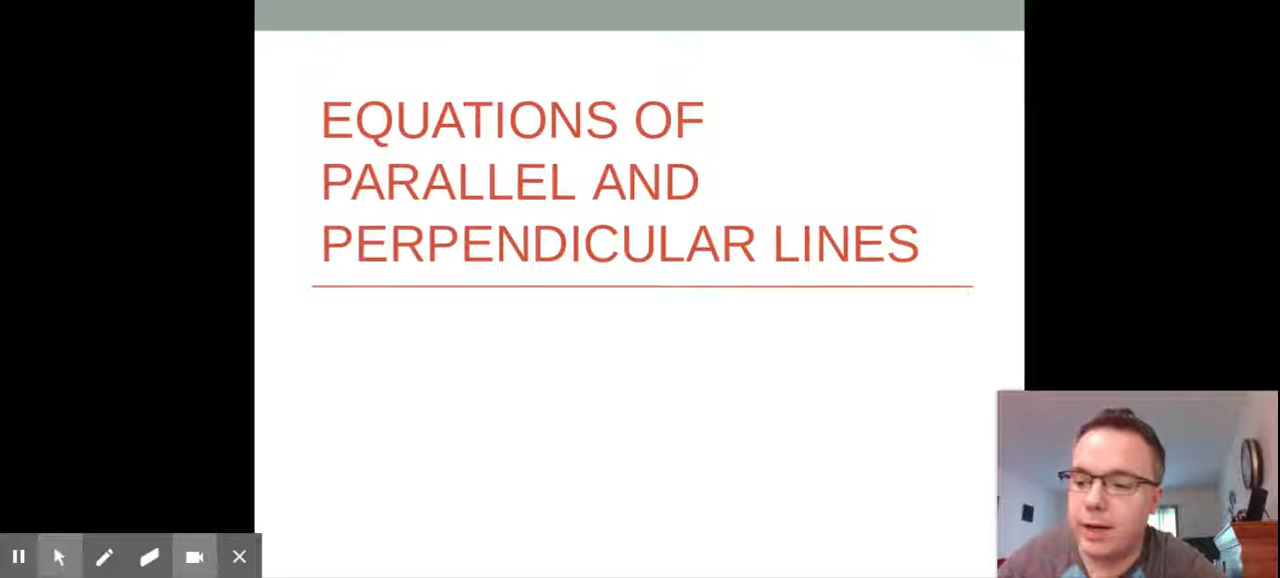 EQUATIONS OF
PARALLEL AND
PERPENDICULAR LINES